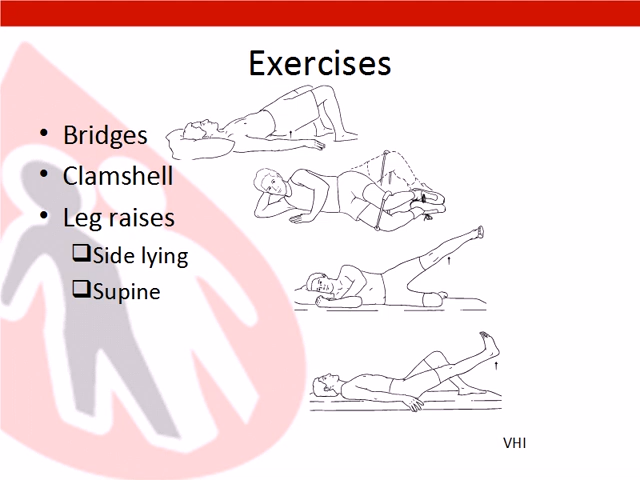 Exercises
• Bridges
• Clamshell
• Leg raises
❑Side lying
❑Supine
VHI